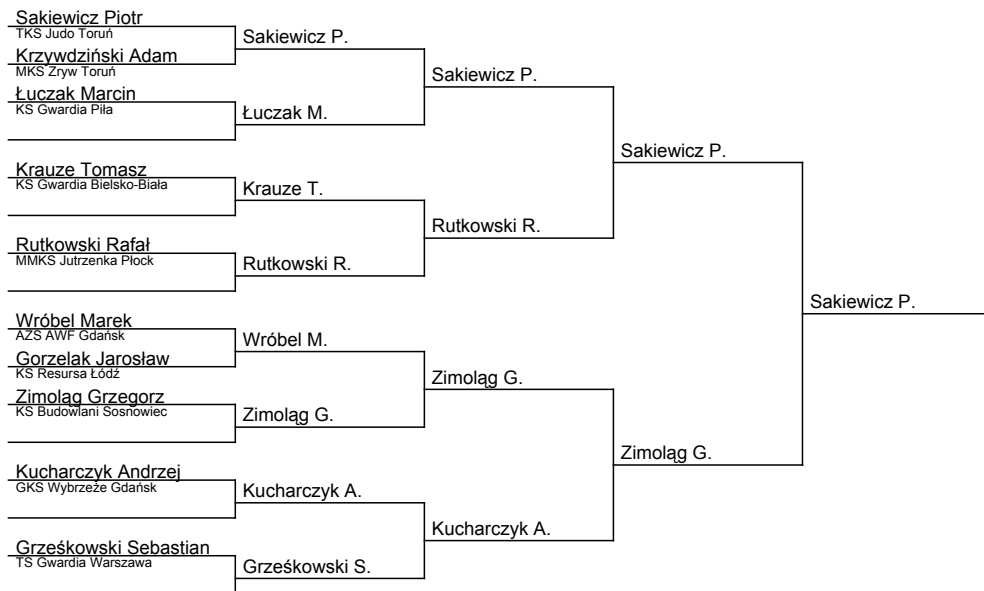 Sakiewicz Piotr
TKS Judo Toruń
Sakiewicz P.
Krzywdziński Adam
MKS Zryw Toruń
Sakiewicz P.
Łuczak Marcin
KS Gwardia Piła
Łuczak M.
Sakiewicz P.
Krauze Tomasz
KS Gwardia Bielsko-Biała
Krauze T.
Rutkowski R.
Rutkowski Rafał
MMKS Jutrzenka Płock
Rutkowski R.
Sakiewicz P.
Wróbel Marek
AZS AWF Gdańsk
Wróbel M.
Gorzelak Jarosław
KS Resursa Łódź
Zimoląg G.
Zimoląg Grzegorz
KS Budowlani Sosnowiec
Zimoląg G.
Zimoląg G.
Kucharczyk Andrzej
GKS Wybrzeże Gdańsk
Kucharczyk A.
Kucharczyk A.
Grześkowski Sebastian
TS Gwardia Warszawa
Grześkowski S.